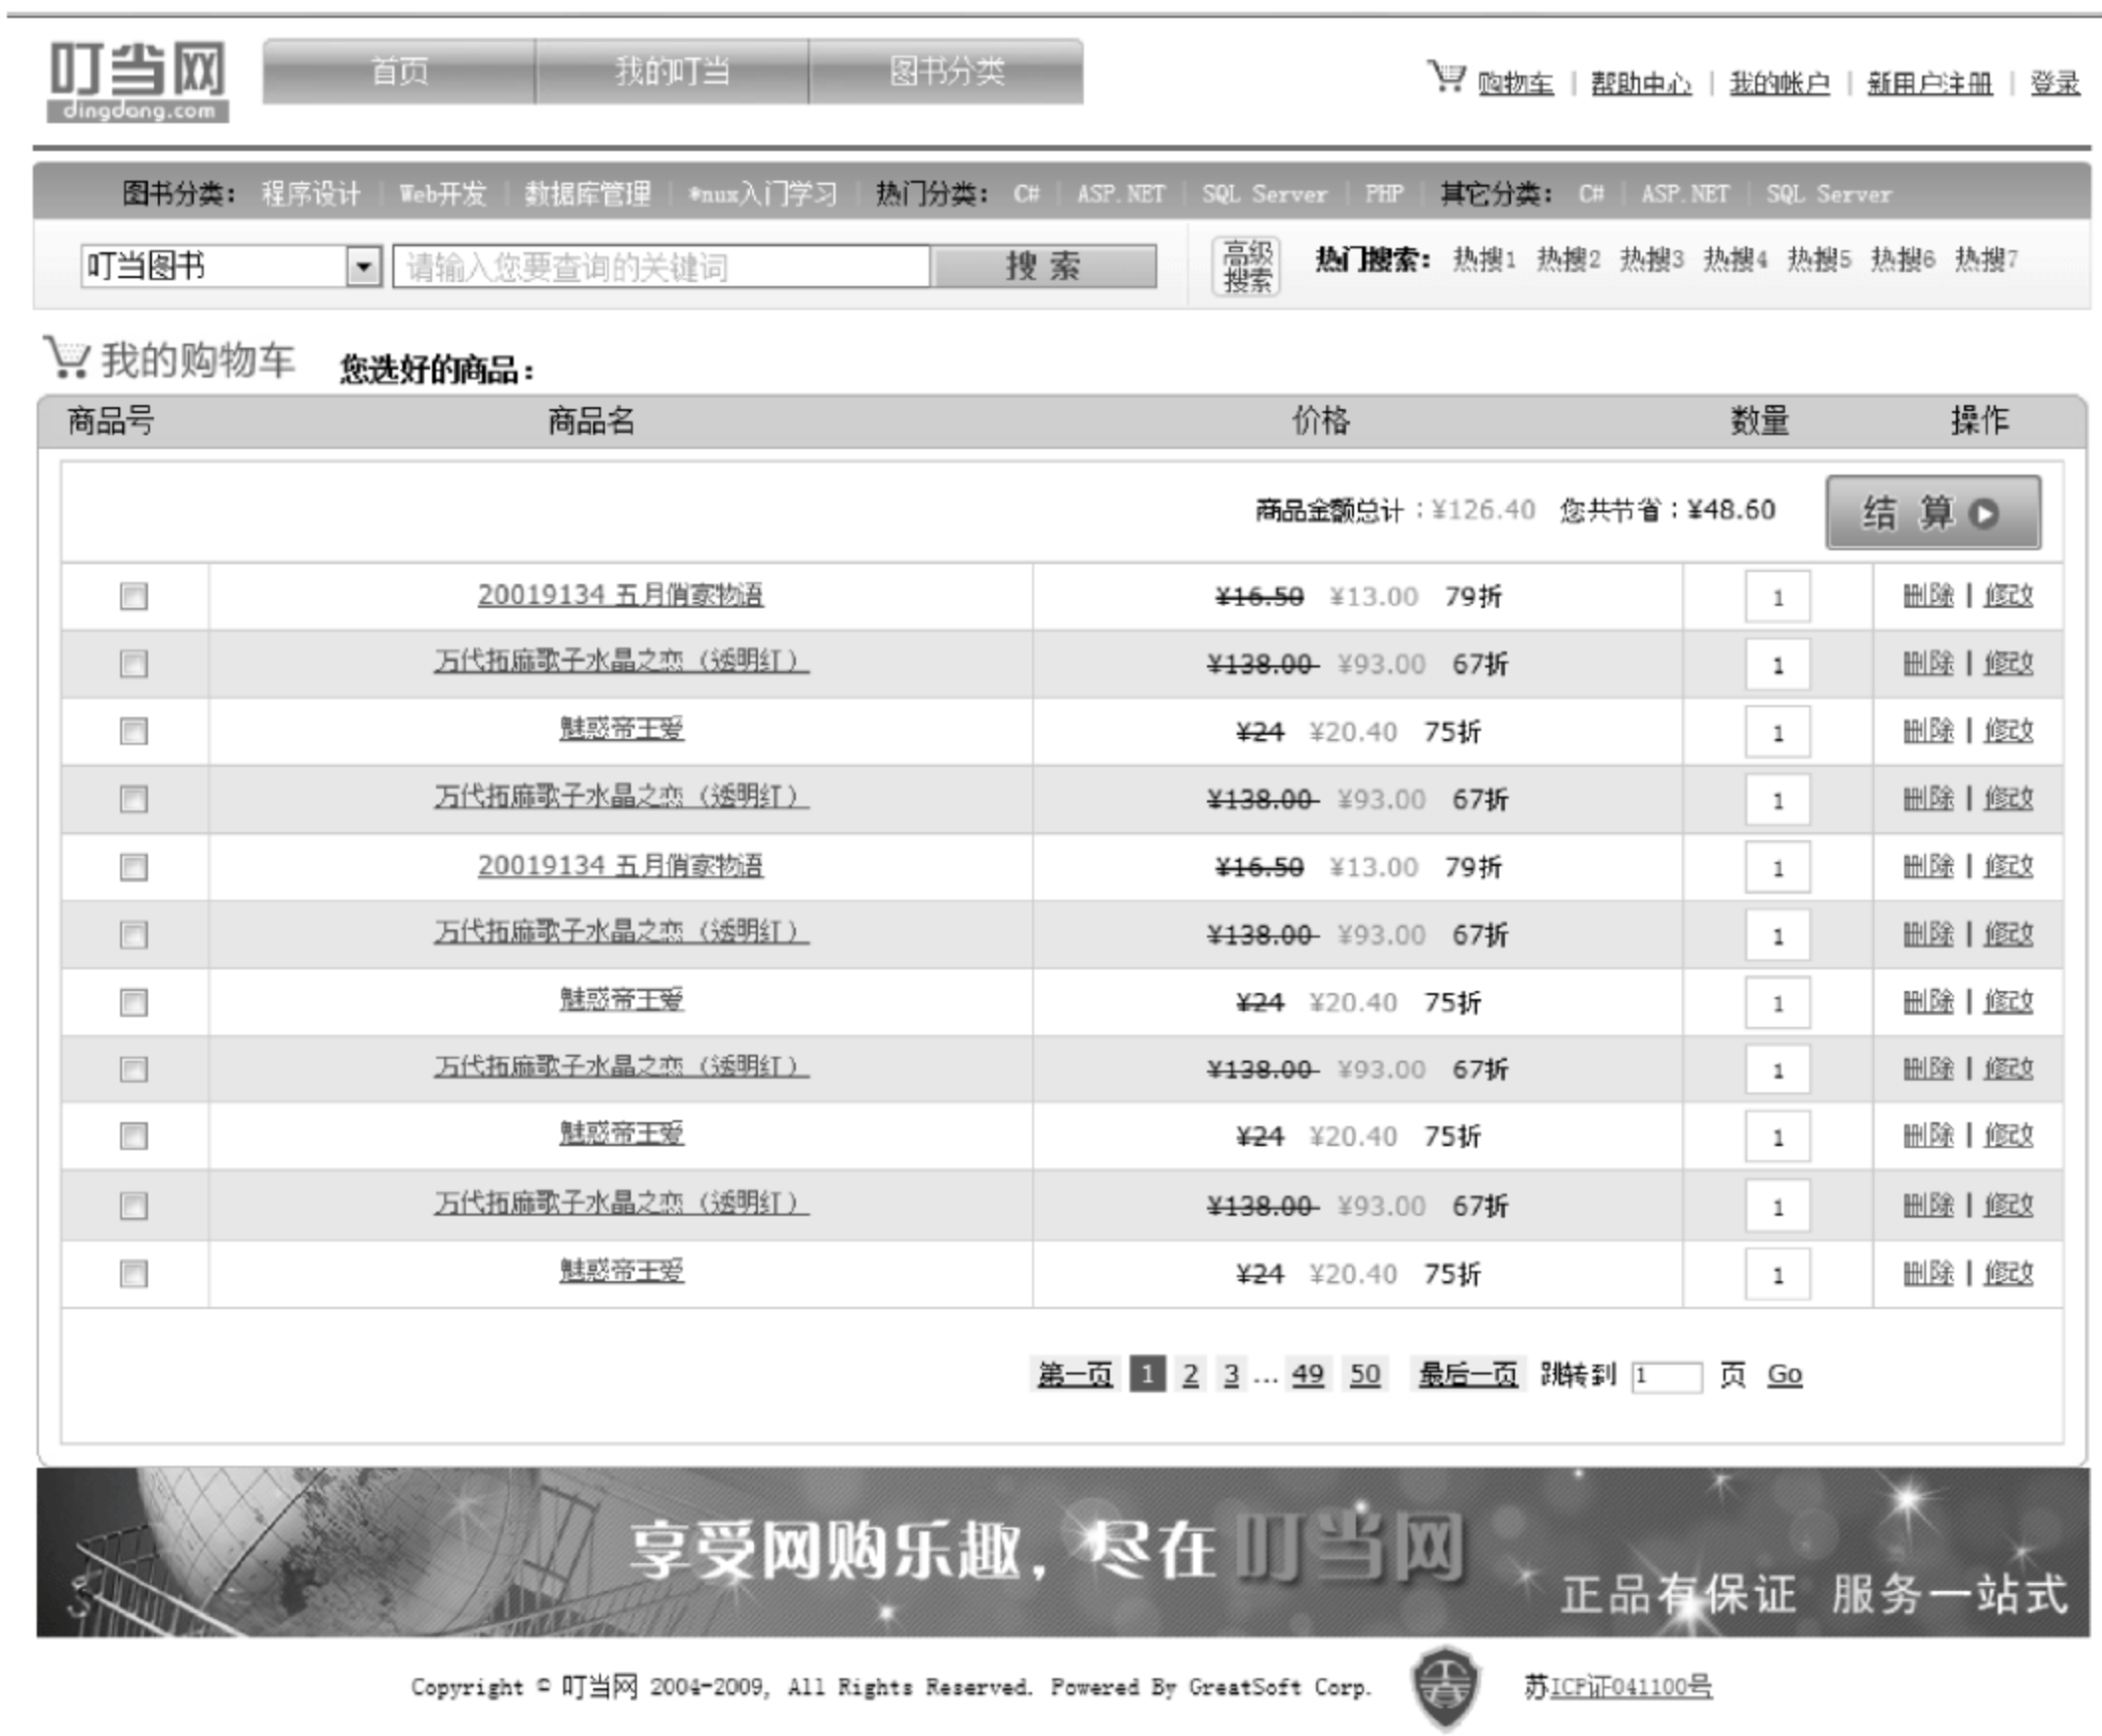 叮当网
dingdang.com
首页 我的叮当 图书分类
购物车 | 帮助中心 | 我的帐户 | 新用户注册 | 登录
图书分类： 程序设计 | Web开发 | 数据库管理 | *nux入门学习 | 热门分类： C# | ASP.NET | SQL Server | PHP | 其它分类： C# | ASP.NET | SQL Server
叮当图书 请输入您要查询的关键词 搜 索 高级搜索 热门搜索： 热搜1 热搜2 热搜3 热搜4 热搜5 热搜6 热搜7
我的购物车 您选好的商品：
商品号 商品名 价格 数量 操作
商品金额总计：¥126.40 您共节省：¥48.60 结 算
20019134 五月俏家物语 ¥16.50 ¥13.00 79折 1 删除 | 修改
万代拓麻歌子水晶之恋（透明红） ¥138.00 ¥93.00 67折 1 删除 | 修改
魅惑帝王爱 ¥24 ¥20.40 75折 1 删除 | 修改
万代拓麻歌子水晶之恋（透明红） ¥138.00 ¥93.00 67折 1 删除 | 修改
20019134 五月俏家物语 ¥16.50 ¥13.00 79折 1 删除 | 修改
万代拓麻歌子水晶之恋（透明红） ¥138.00 ¥93.00 67折 1 删除 | 修改
魅惑帝王爱 ¥24 ¥20.40 75折 1 删除 | 修改
万代拓麻歌子水晶之恋（透明红） ¥138.00 ¥93.00 67折 1 删除 | 修改
魅惑帝王爱 ¥24 ¥20.40 75折 1 删除 | 修改
万代拓麻歌子水晶之恋（透明红） ¥138.00 ¥93.00 67折 1 删除 | 修改
魅惑帝王爱 ¥24 ¥20.40 75折 1 删除 | 修改
第一页 1 2 3 ... 49 50 最后一页 跳转到 1 页 Go
享受网购乐趣，尽在叮当网
正品有保证 服务一站式
Copyright © 叮当网 2004-2009, All Rights Reserved. Powered By GreatSoft Corp. 苏ICP证041100号